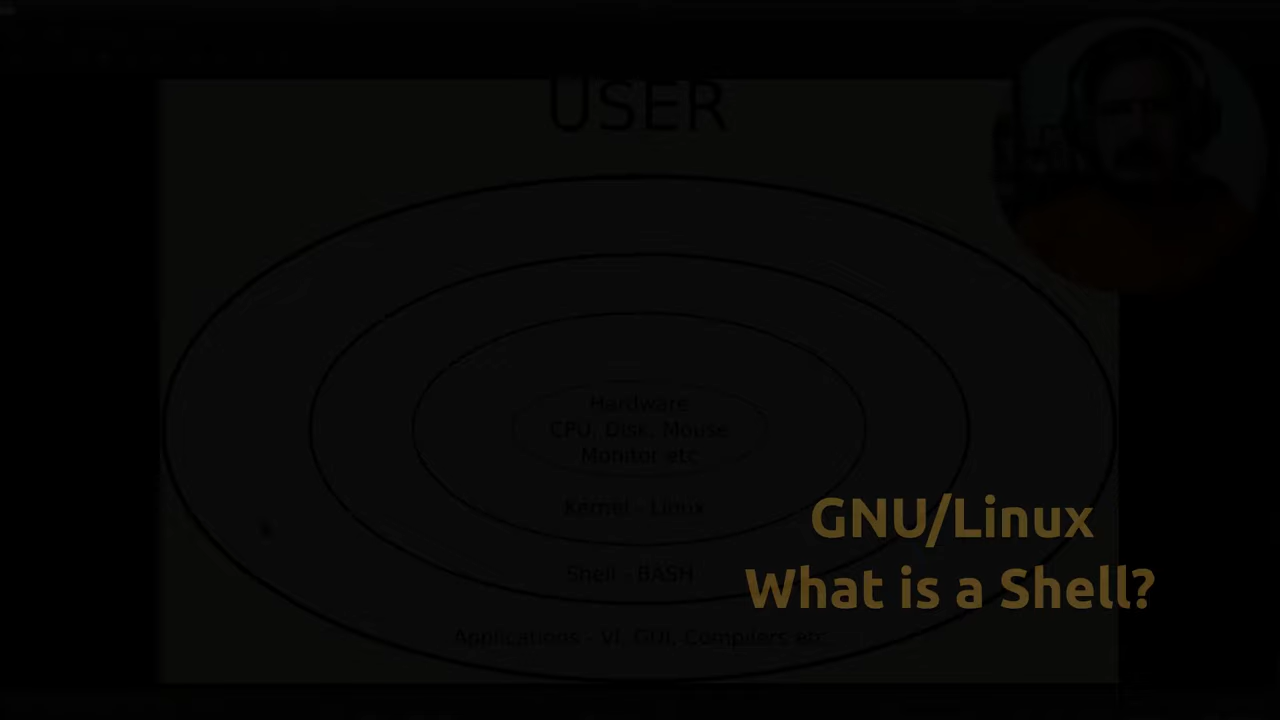 USER
Hardware
CPU, Disk, Mouse
Monitor etc
Kernel - Linux
Shell - BASH
Applications - VI, GUI, Compilers etc
GNU/Linux
What is a Shell?